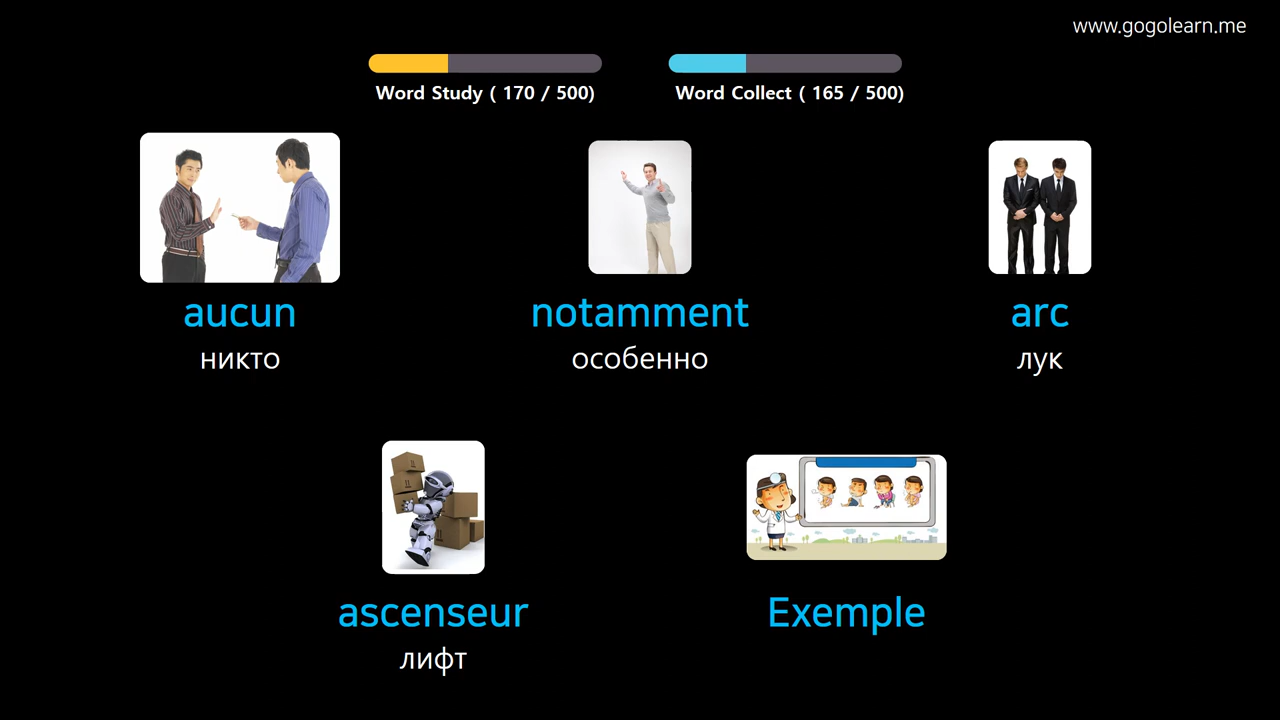 www.gogolearn.me
Word Study ( 170 / 500)
Word Collect ( 165 / 500)
aucun
никто
notamment
особенно
arc
лук
ascenseur
лифт
Exemple